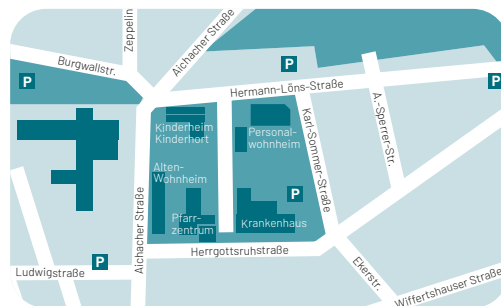 Zeppelin
Aichacher Straße
Burgwallstr.
P
P
P
Hermann-Löns-Straße
Kinderheim
Kinderhort
Personal-
wohnheim
Karl-Sommer-Straße
A.-Sperrer-Str.
Alten-
Wohnheim
P
Aichacher Straße
Pfarr-
zentrum
Krankenhaus
Herrgottsruhstraße
P
Ludwigstraße
Ekerstr.
Wiffertshauser Straße